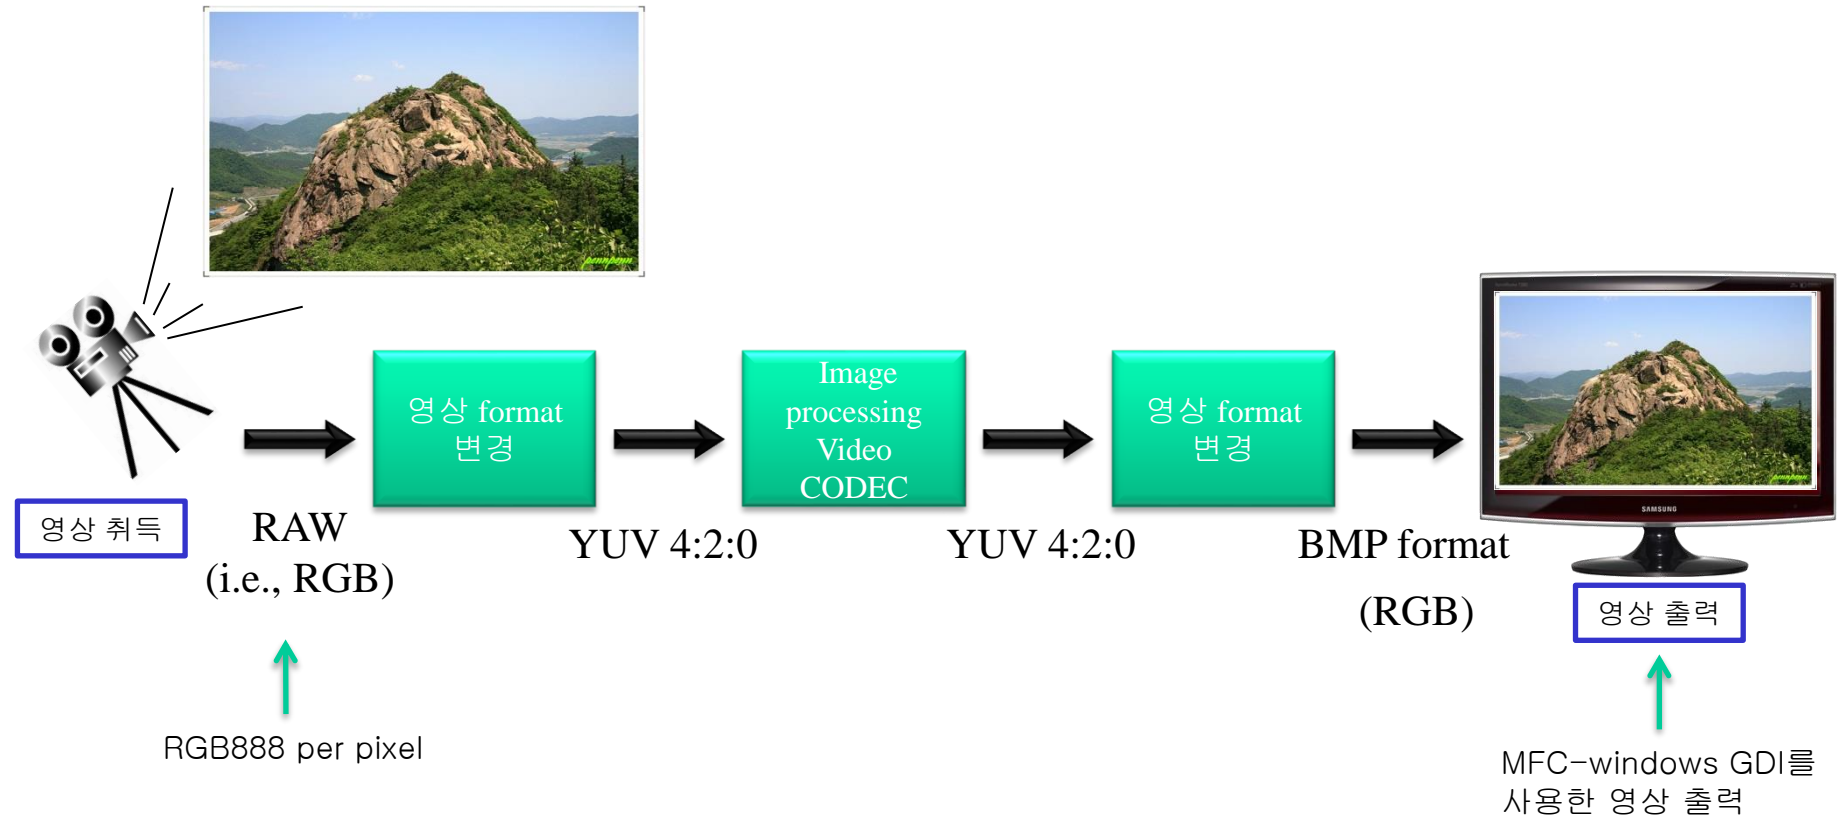 pennpenn
영상 format
변경
Image
processing
Video
CODEC
영상 format
변경
SAMSUNG
영상 취득
RAW
(i.e., RGB)
YUV 4:2:0
YUV 4:2:0
BMP format
(RGB)
영상 출력
RGB888 per pixel
MFC-windows GDI를
사용한 영상 출력